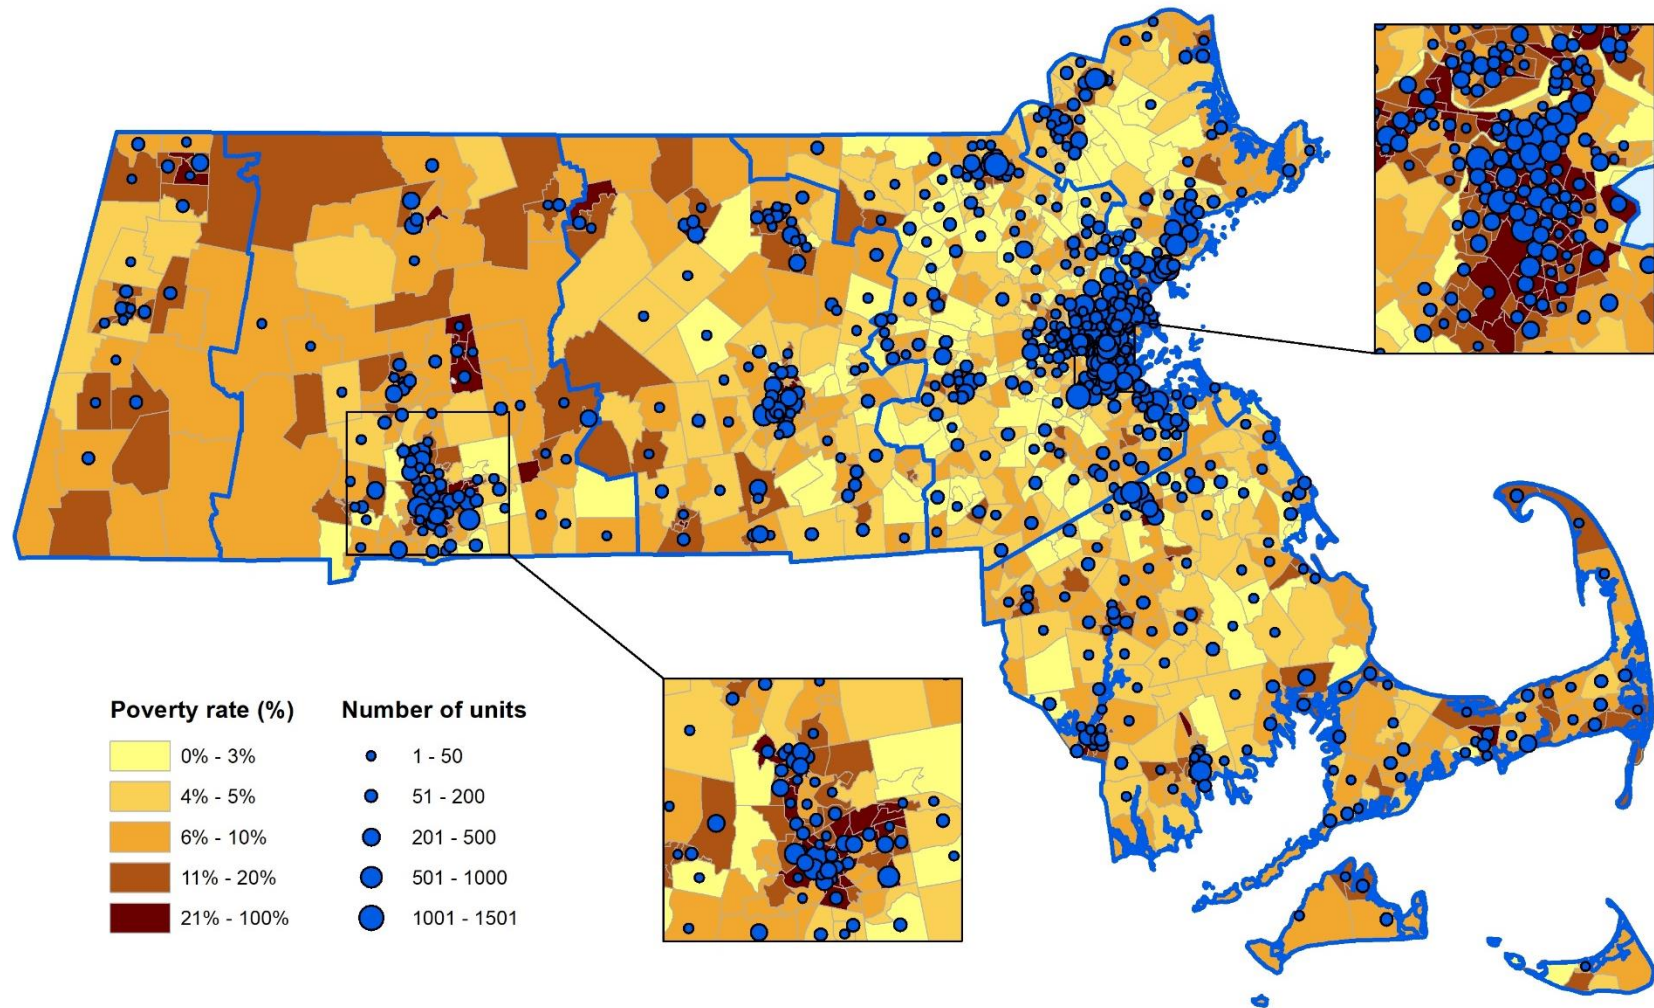 Poverty rate (%)
0% - 3%
4% - 5%
6% - 10%
11% - 20%
21% - 100%
Number of units
1 - 50
51 - 200
201 - 500
501 - 1000
1001 - 1501